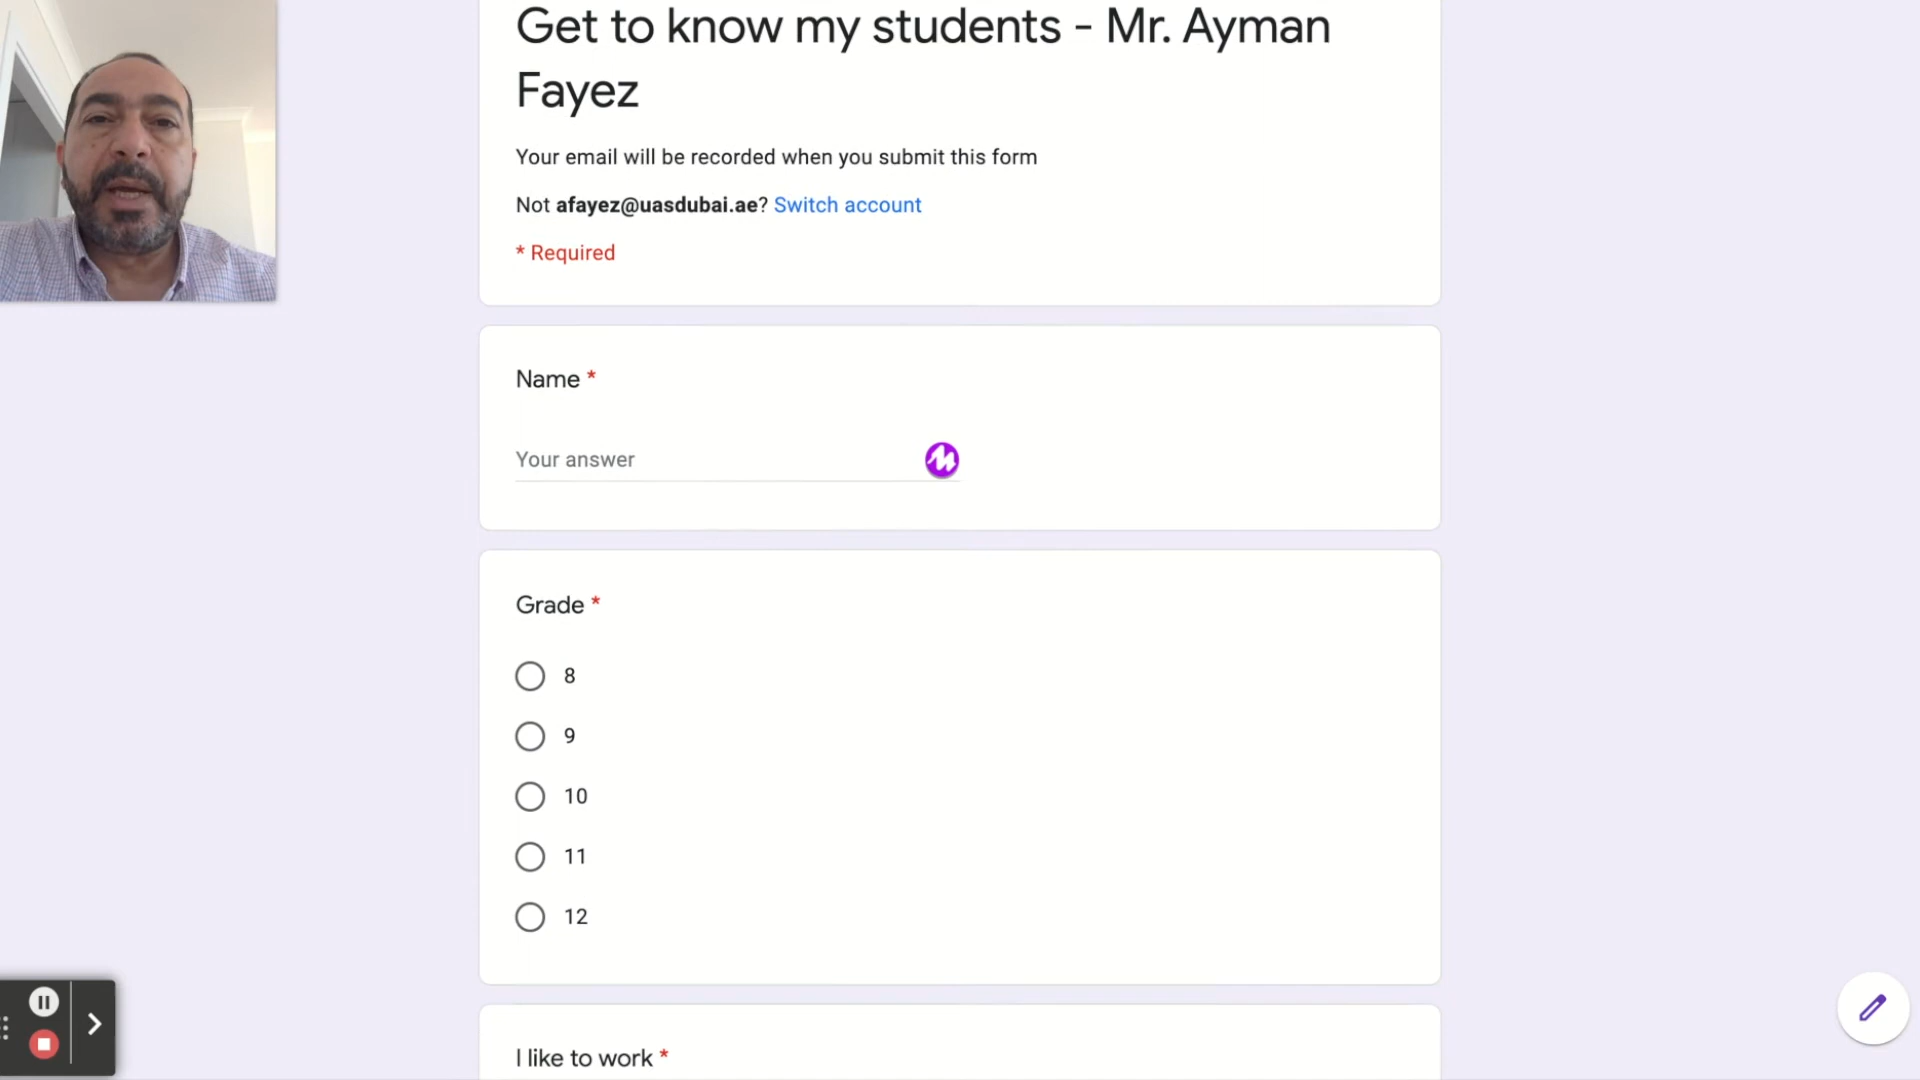 Get to know my students - Mr. Ayman
Fayez
Your email will be recorded when you submit this form
Not afayez@uasdubai.ae? Switch account
* Required
Name *
Your answer
Grade *
8
9
10
11
12
I like to work *